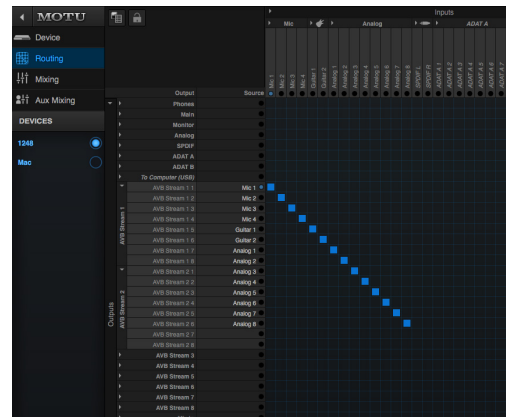 MOTU
Inputs
Mic
Analog
ADAT A
Device
Routing
Mixing
Aux Mixing
DEVICES
1248
Mac
Mic 1
Mic 2
Mic 3
Mic 4
Guitar 1
Guitar 2
Analog 1
Analog 2
Analog 3
Analog 4
Analog 5
Analog 6
Analog 7
Analog 8
SPDIF L
SPDIF R
ADAT A 1
ADAT A 2
ADAT A 3
ADAT A 4
ADAT A 5
ADAT A 6
ADAT A 7
Output Source
Phones
Main
Monitor
Analog
SPDIF
ADAT A
ADAT B
To Computer (USB)
Outputs
AVB Stream 1
AVB Stream 1 1 Mic 1
AVB Stream 1 2 Mic 2
AVB Stream 1 3 Mic 3
AVB Stream 1 4 Mic 4
AVB Stream 1 5 Guitar 1
AVB Stream 1 6 Guitar 2
AVB Stream 1 7 Analog 1
AVB Stream 1 8 Analog 2
AVB Stream 2
AVB Stream 2 1 Analog 3
AVB Stream 2 2 Analog 4
AVB Stream 2 3 Analog 5
AVB Stream 2 4 Analog 6
AVB Stream 2 5 Analog 7
AVB Stream 2 6 Analog 8
AVB Stream 2 7
AVB Stream 2 8
AVB Stream 3
AVB Stream 4
AVB Stream 5
AVB Stream 6
AVB Stream 7
AVB Stream 8